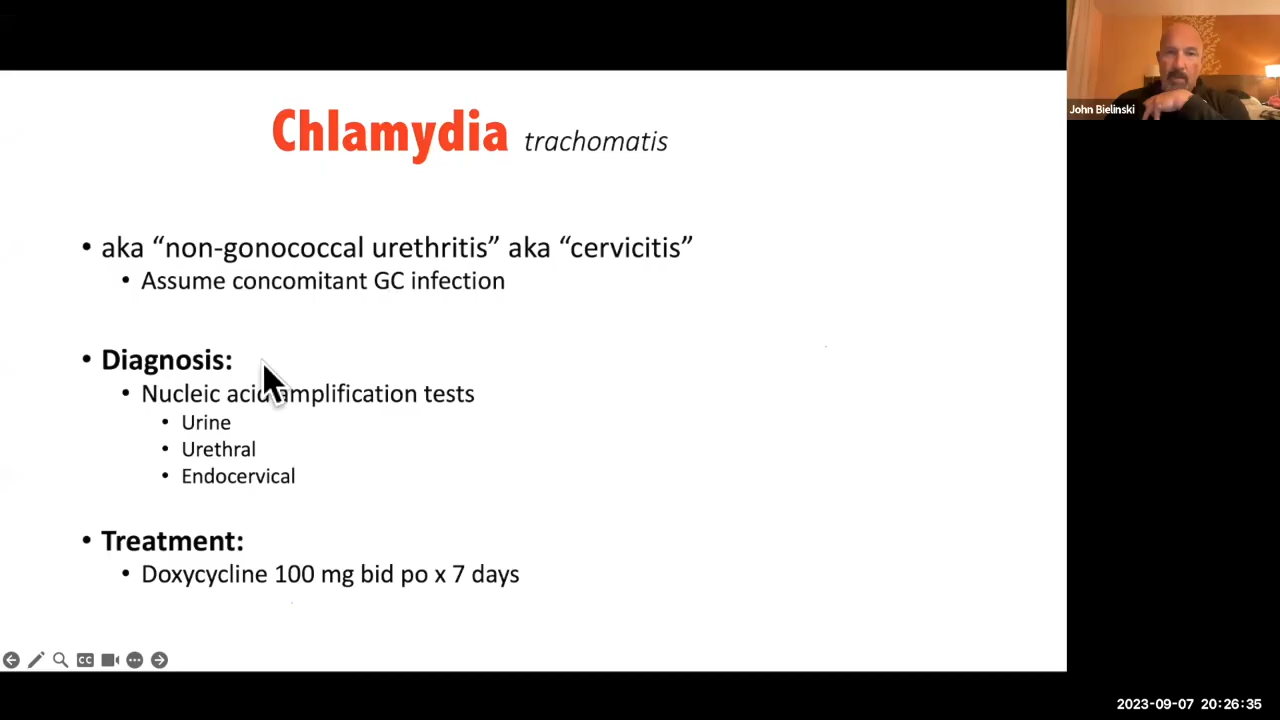 Chlamydia trachomatis
• aka “non-gonococcal urethritis” aka “cervicitis”
• Assume concomitant GC infection
• Diagnosis:
• Nucleic acid amplification tests
• Urine
• Urethral
• Endocervical
• Treatment:
• Doxycycline 100 mg bid po x 7 days
CC
John Bielinski
2023-09-07 20:26:35